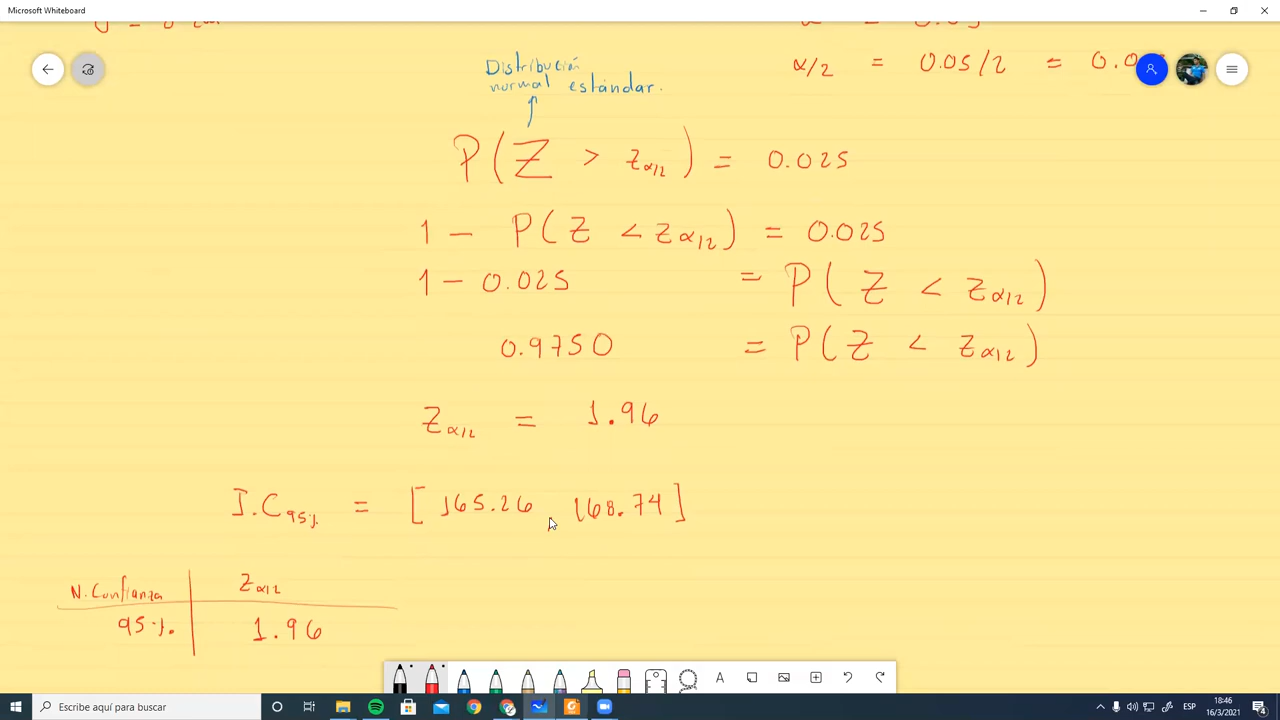 Microsoft Whiteboard
α/2 = 0.05/2 =
Distribución
normal estándar.
P(Z > zα/2) = 0.025
1 - P(Z < zα/2) = 0.025
1 - 0.025 = P(Z < zα/2)
0.9750 = P(Z < zα/2)
Zα/2 = 1.96
I.C95% = [165.26, 168.74]
N. Confianza Zα/2
95%. 1.96
Escribe aquí para buscar
ESP
18:46
16/3/2021